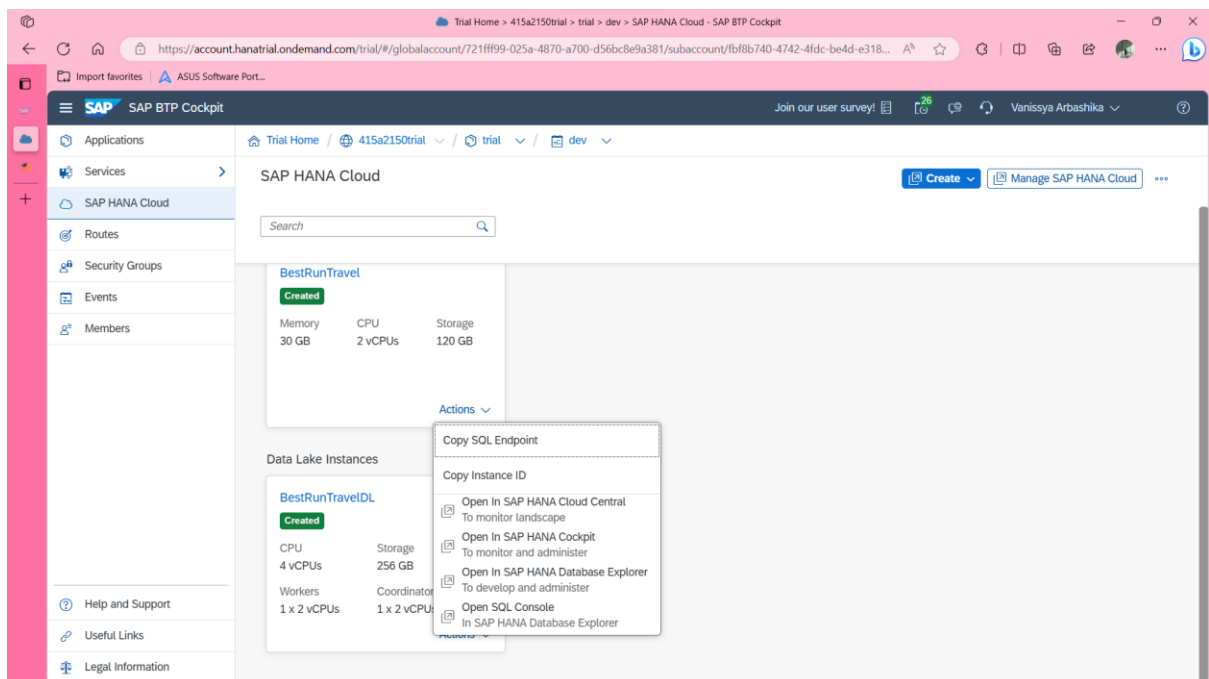 Trial Home > 415a2150trial > trial > dev > SAP HANA Cloud - SAP BTP Cockpit
https://account.hanatrial.ondemand.com/trial/#/globalaccount/721fff99-025a-4870-a700-d56bc8e9a381/subaccount/fbf8b740-4742-4fdc-be4d-e318...
Import favorites
ASUS Software Port...
SAP SAP BTP Cockpit
Join our user survey!
26
Vanissya Arbashika
Applications
Services
SAP HANA Cloud
Routes
Security Groups
Events
Members
Help and Support
Useful Links
Legal Information
Trial Home / 415a2150trial / trial / dev
SAP HANA Cloud
Create
Manage SAP HANA Cloud
Search
BestRunTravel
Created
Memory CPU Storage
30 GB 2 vCPUs 120 GB
Actions
Copy SQL Endpoint
Copy Instance ID
Open In SAP HANA Cloud Central
To monitor landscape
Open In SAP HANA Cockpit
To monitor and administer
Open In SAP HANA Database Explorer
To develop and administer
Open SQL Console
In SAP HANA Database Explorer
Data Lake Instances
BestRunTravelDL
Created
CPU Storage
4 vCPUs 256 GB
Workers Coordinator
1 x 2 vCPUs 1 x 2 vCPUs
Actions